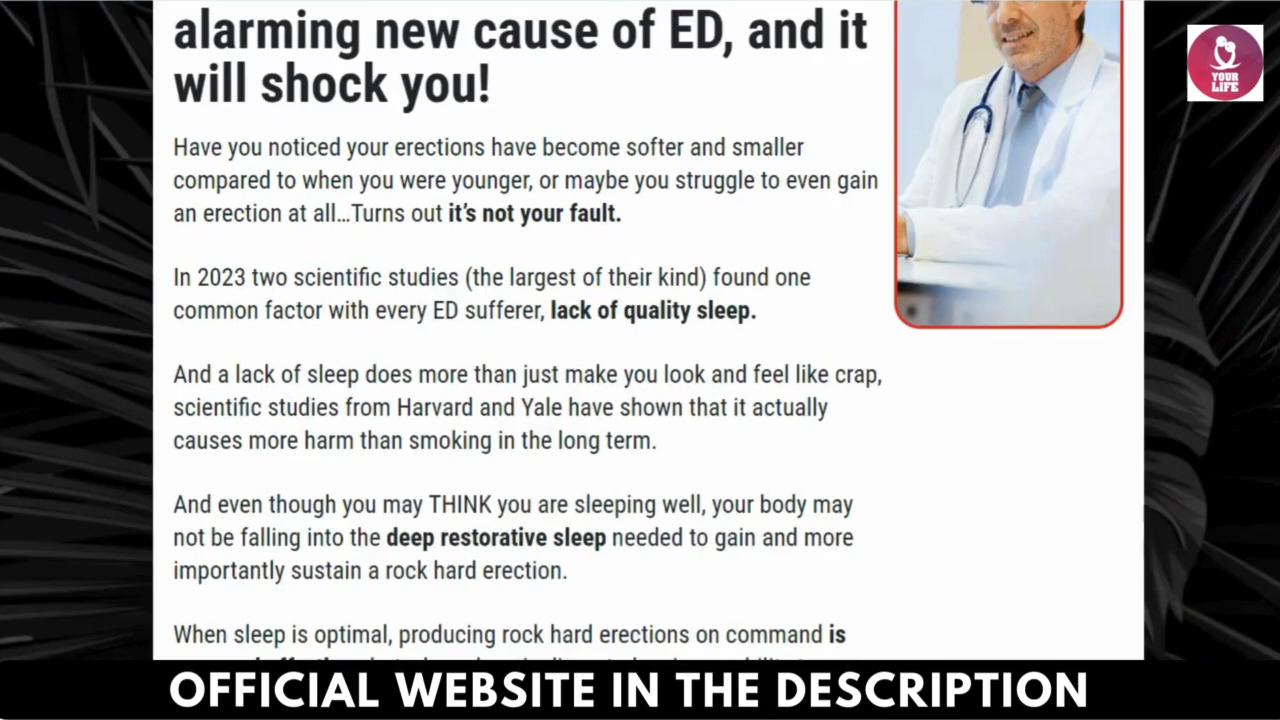 alarming new cause of ED, and it
will shock you!
YOUR
LIFE
Have you noticed your erections have become softer and smaller
compared to when you were younger, or maybe you struggle to even gain
an erection at all...Turns out it’s not your fault.
In 2023 two scientific studies (the largest of their kind) found one
common factor with every ED sufferer, lack of quality sleep.
And a lack of sleep does more than just make you look and feel like crap,
scientific studies from Harvard and Yale have shown that it actually
causes more harm than smoking in the long term.
And even though you may THINK you are sleeping well, your body may
not be falling into the deep restorative sleep needed to gain and more
importantly sustain a rock hard erection.
When sleep is optimal, producing rock hard erections on command is
OFFICIAL WEBSITE IN THE DESCRIPTION